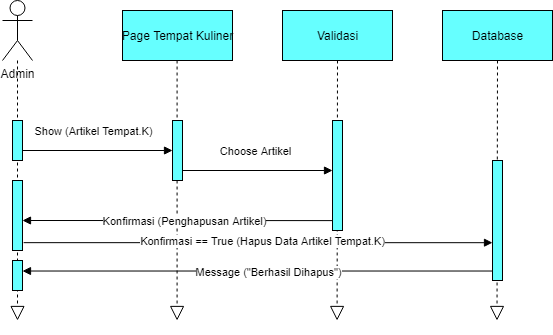 Page Tempat Kuliner
Validasi
Database
Admin
Show (Artikel Tempat.K)
Choose Artikel
Konfirmasi (Penghapusan Artikel)
Konfirmasi == True (Hapus Data Artikel Tempat.K)
Message ("Berhasil Dihapus")